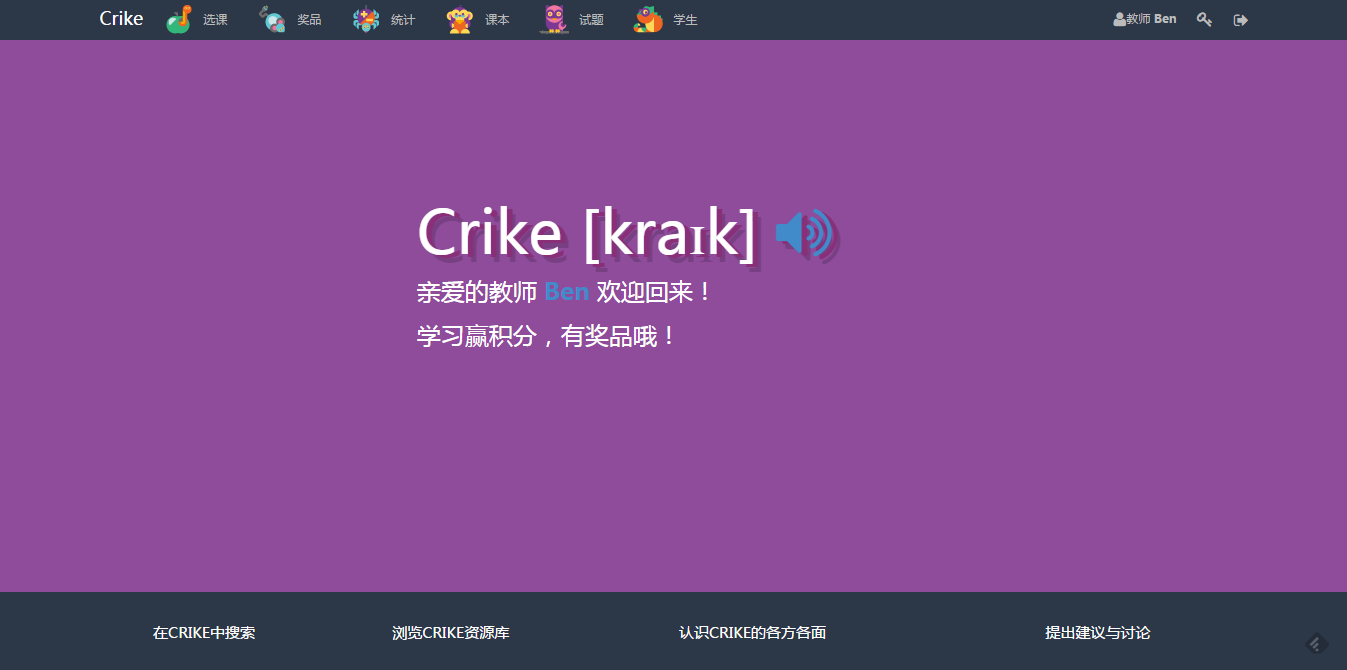 Crike 选课 奖品 统计 课本 试题 学生 教师 Ben
Crike [kraɪk]
亲爱的教师 Ben 欢迎回来！
学习赢积分，有奖品哦！
在CRIKE中搜索 浏览CRIKE资源库 认识CRIKE的各方各面 提出建议与讨论